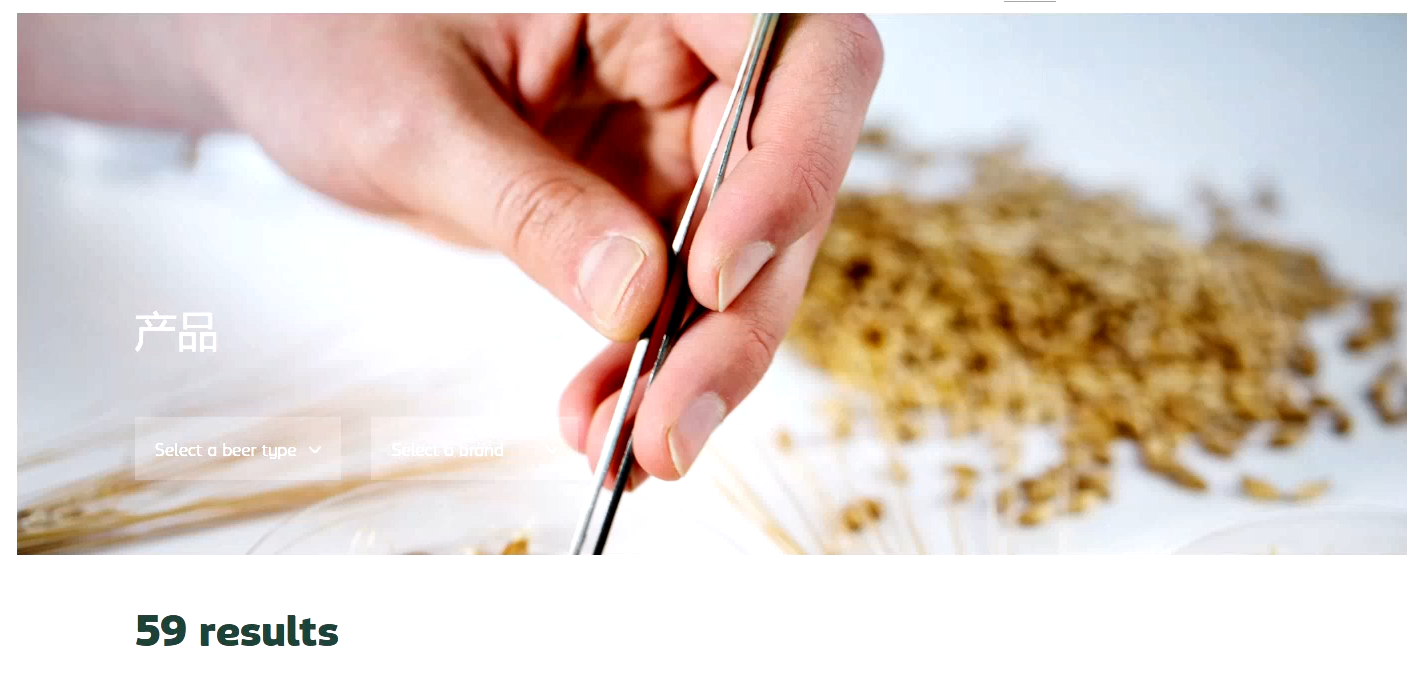 产品
Select a beer type
Select a brand
59 results